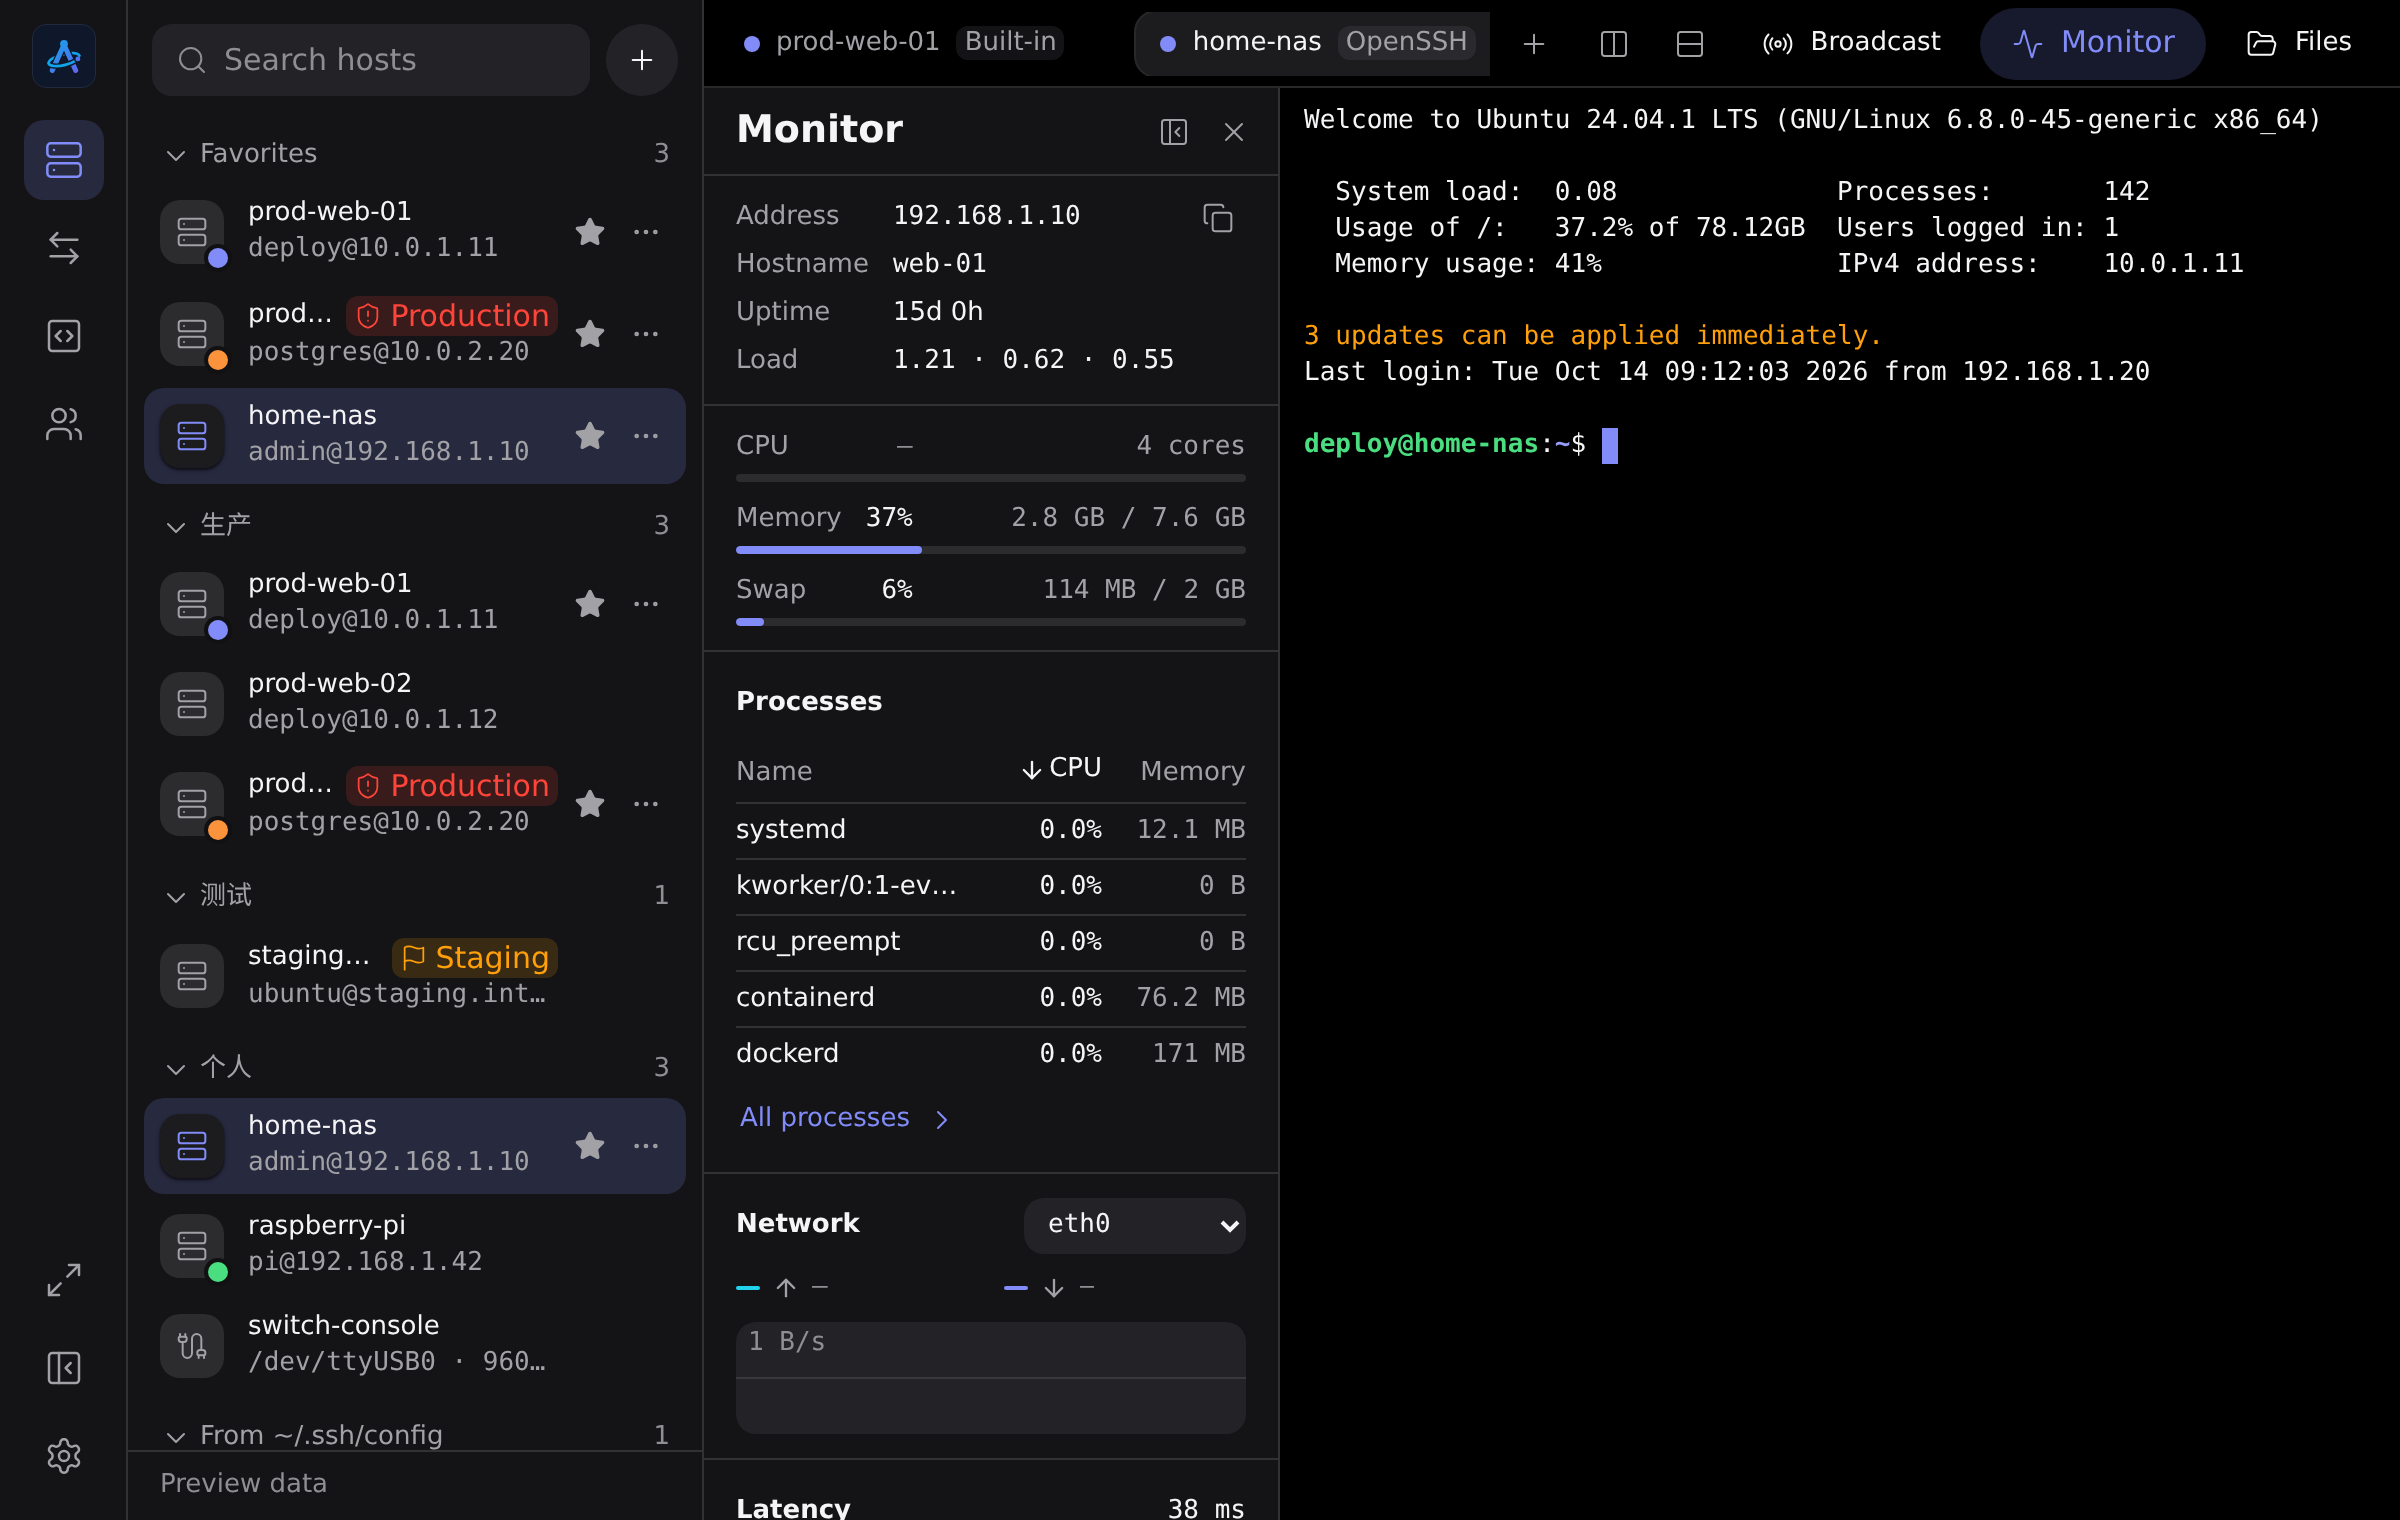 Search hosts
Favorites 3
prod-web-01
deploy@10.0.1.11
prod... Production
postgres@10.0.2.20
home-nas
admin@192.168.1.10
生产 3
prod-web-01
deploy@10.0.1.11
prod-web-02
deploy@10.0.1.12
prod... Production
postgres@10.0.2.20
测试 1
staging... Staging
ubuntu@staging.int…
个人 3
home-nas
admin@192.168.1.10
raspberry-pi
pi@192.168.1.42
switch-console
/dev/ttyUSB0 · 960…
From ~/.ssh/config 1
Preview data
prod-web-01 Built-in
home-nas OpenSSH
Broadcast
Monitor
Files
Monitor
Address 192.168.1.10
Hostname web-01
Uptime 15d 0h
Load 1.21 · 0.62 · 0.55
CPU — 4 cores
Memory 37% 2.8 GB / 7.6 GB
Swap 6% 114 MB / 2 GB
Processes
Name CPU Memory
systemd 0.0% 12.1 MB
kworker/0:1-ev... 0.0% 0 B
rcu_preempt 0.0% 0 B
containerd 0.0% 76.2 MB
dockerd 0.0% 171 MB
All processes
Network eth0
— —
1 B/s
Latency 38 ms
Welcome to Ubuntu 24.04.1 LTS (GNU/Linux 6.8.0-45-generic x86_64)
System load: 0.08 Processes: 142
Usage of /: 37.2% of 78.12GB Users logged in: 1
Memory usage: 41% IPv4 address: 10.0.1.11
3 updates can be applied immediately.
Last login: Tue Oct 14 09:12:03 2026 from 192.168.1.20
deploy@home-nas:~$